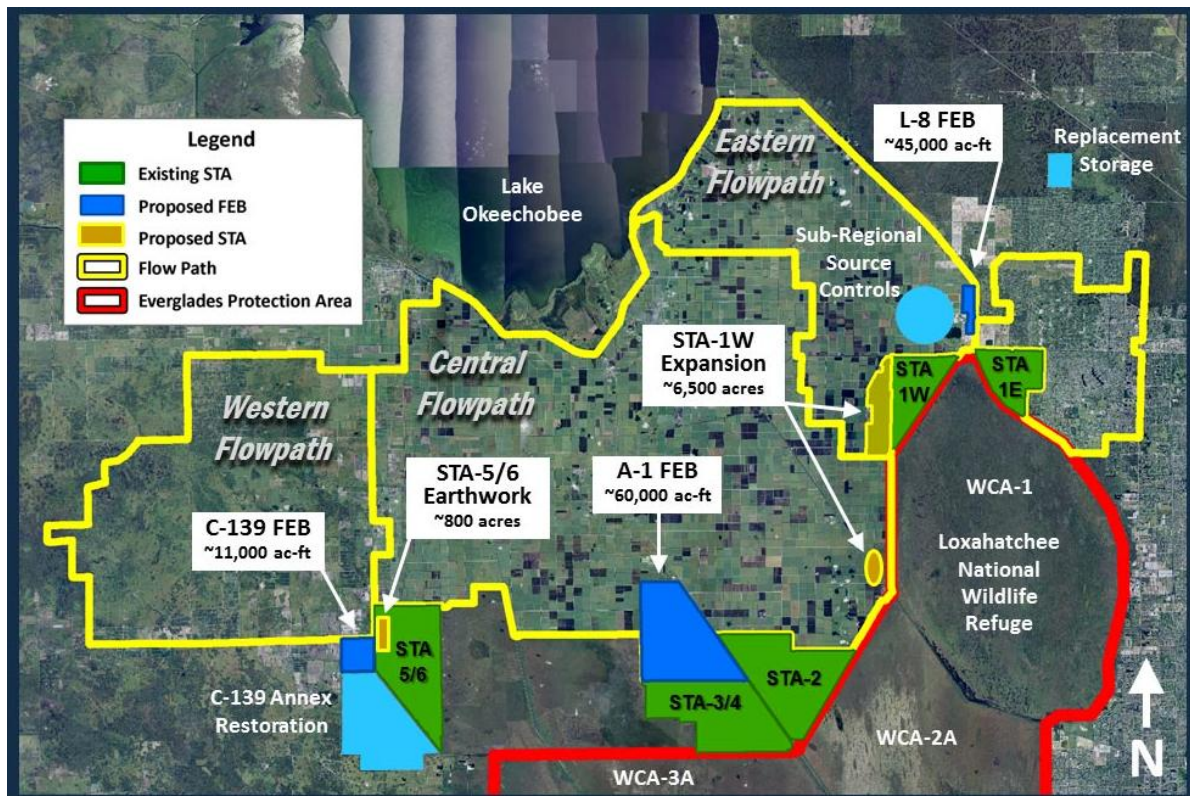 Legend
Existing STA
Proposed FEB
Proposed STA
Flow Path
Everglades Protection Area
Lake
Okeechobee
Eastern
Flowpath
L-8 FEB
~45,000 ac-ft
Replacement
Storage
Sub-Regional
Source
Controls
STA-1W
Expansion
~6,500 acres
STA
1W
STA
1E
Central
Flowpath
Western
Flowpath
STA-5/6
Earthwork
~800 acres
A-1 FEB
~60,000 ac-ft
C-139 FEB
~11,000 ac-ft
WCA-1
Loxahatchee
National
Wildlife
Refuge
STA
5/6
C-139 Annex
Restoration
STA-3/4
STA-2
WCA-2A
WCA-3A
N